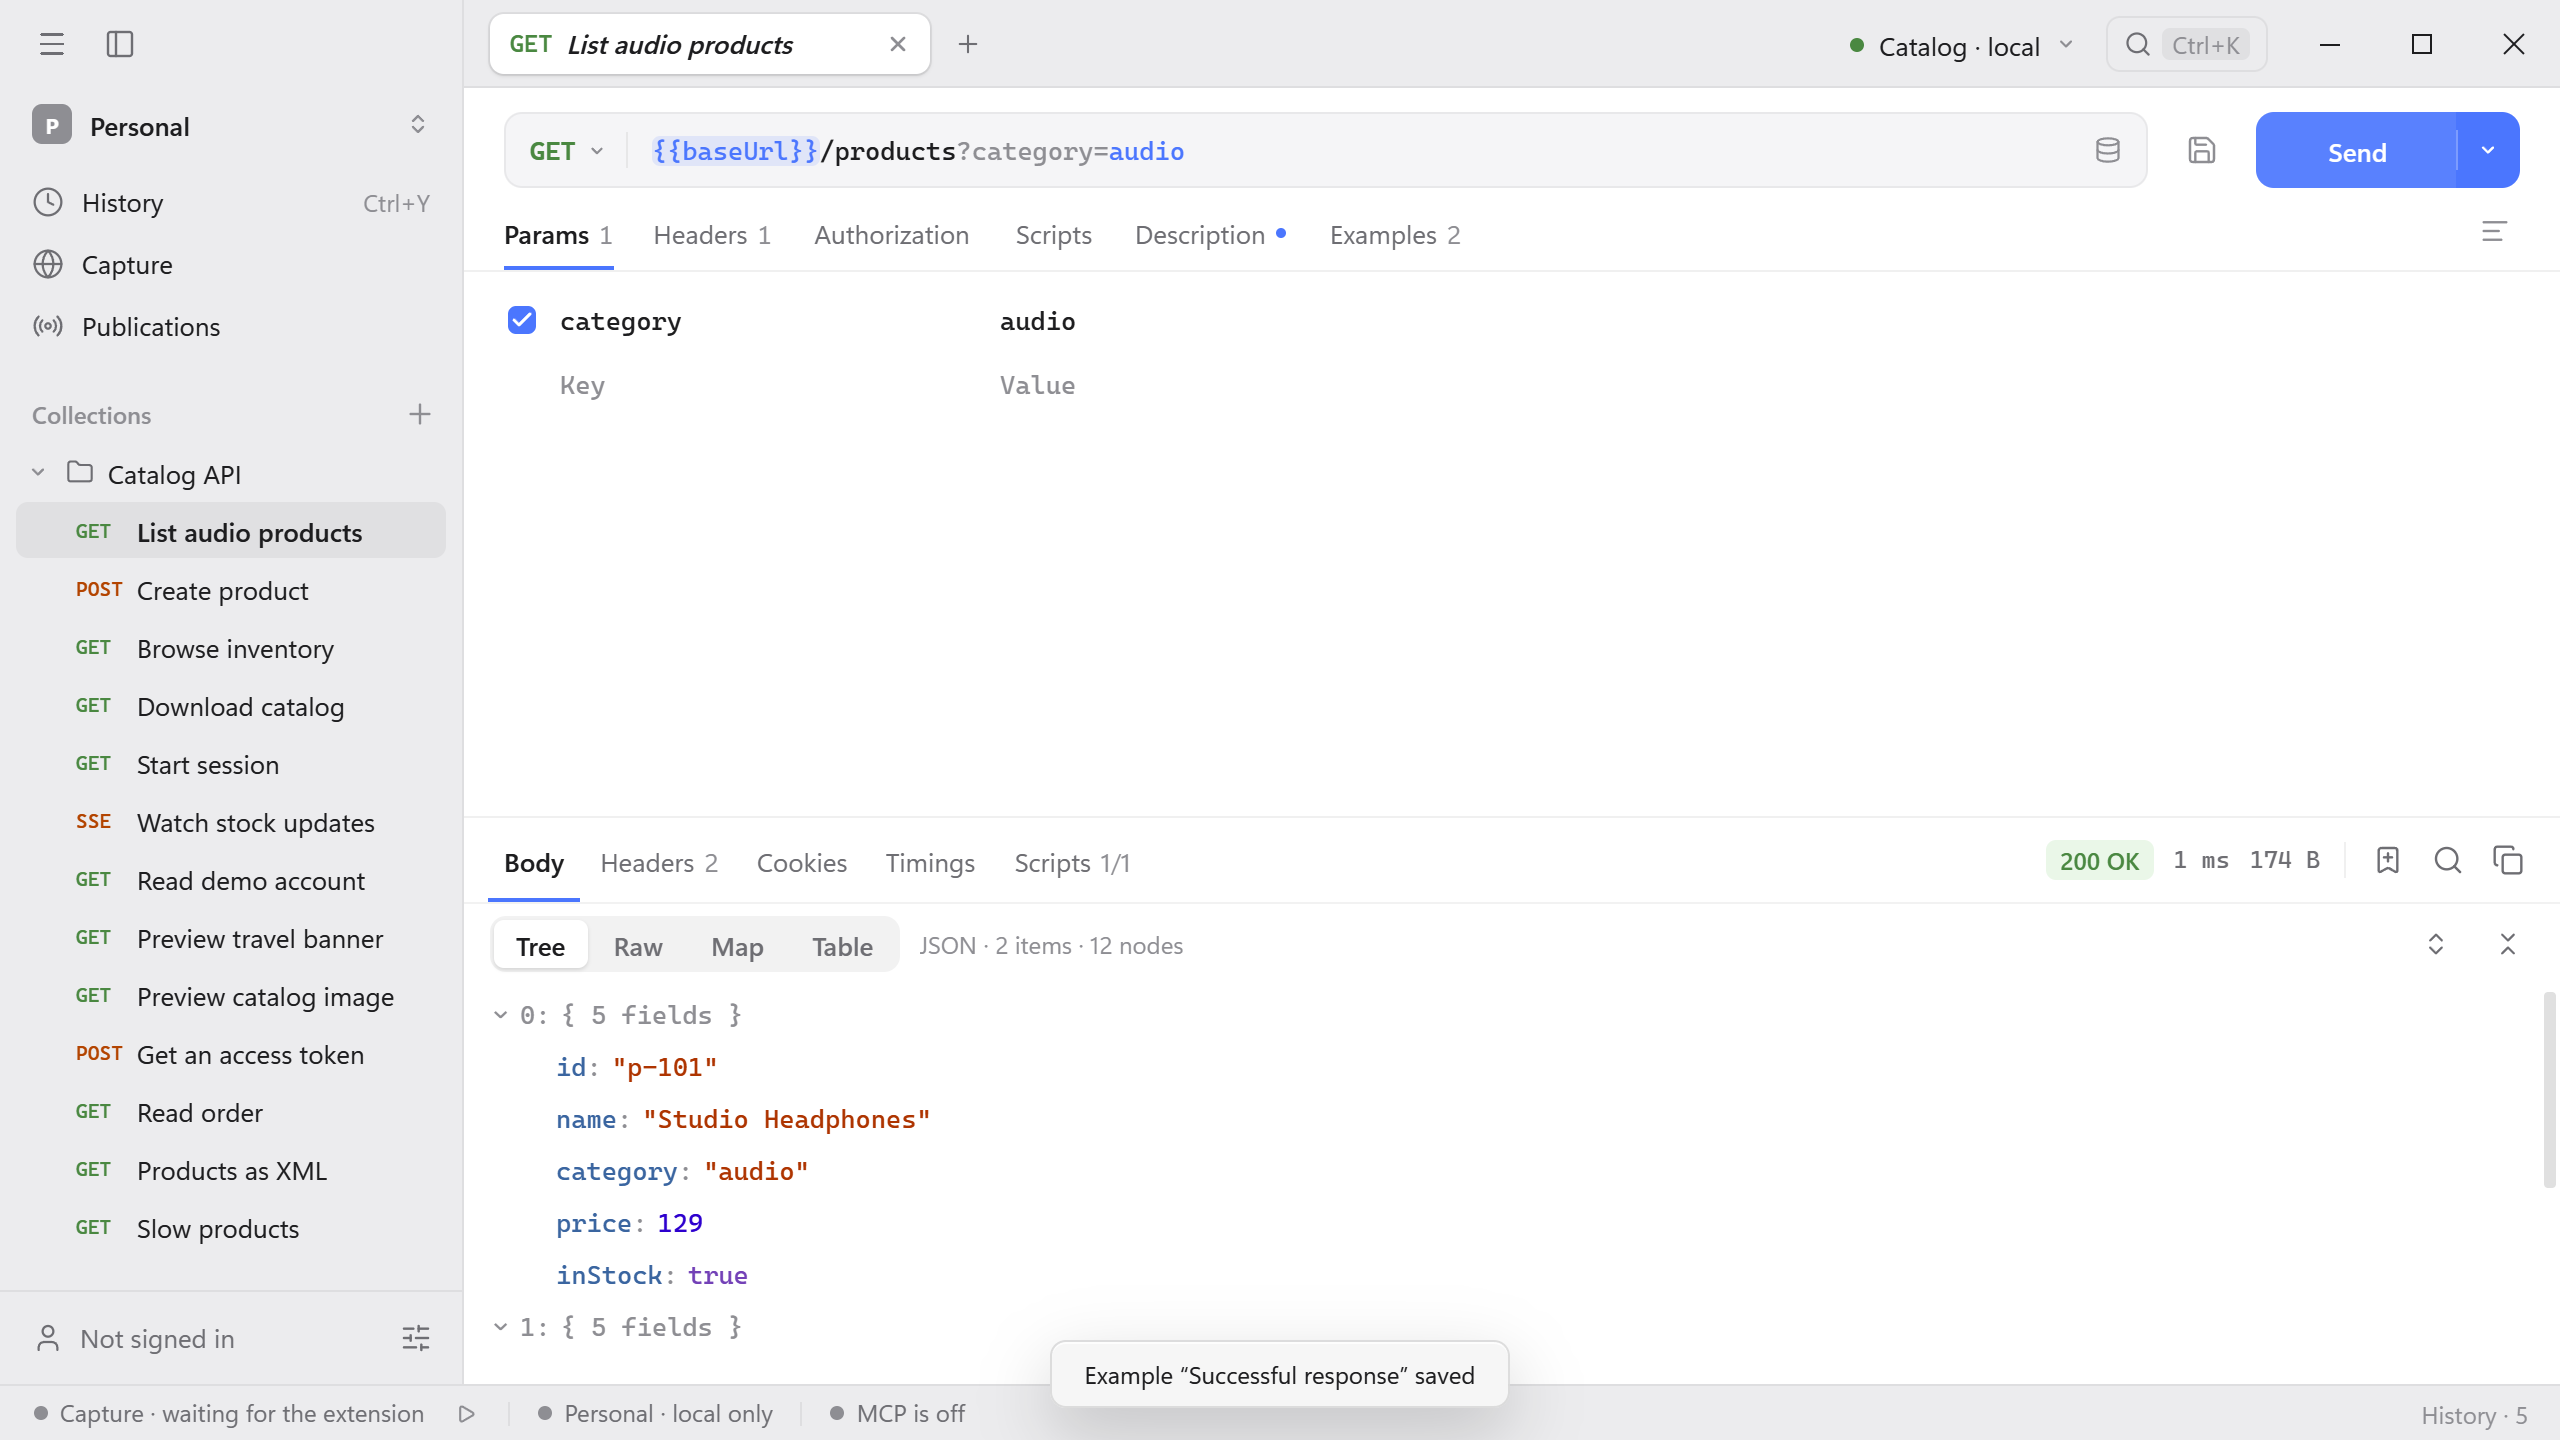 GET List audio products
Catalog · local
Ctrl+K
P Personal
History Ctrl+Y
Capture
Publications
Collections
Catalog API
GET List audio products
POST Create product
GET Browse inventory
GET Download catalog
GET Start session
SSE Watch stock updates
GET Read demo account
GET Preview travel banner
GET Preview catalog image
POST Get an access token
GET Read order
GET Products as XML
GET Slow products
Not signed in
GET {{baseUrl}}/products?category=audio
Send
Params 1 Headers 1 Authorization Scripts Description Examples 2
category audio
Key Value
Body Headers 2 Cookies Timings Scripts 1/1
200 OK 1 ms 174 B
Tree Raw Map Table JSON · 2 items · 12 nodes
0: { 5 fields }
id: "p-101"
name: "Studio Headphones"
category: "audio"
price: 129
inStock: true
1: { 5 fields }
Example “Successful response” saved
Capture · waiting for the extension Personal · local only MCP is off History · 5